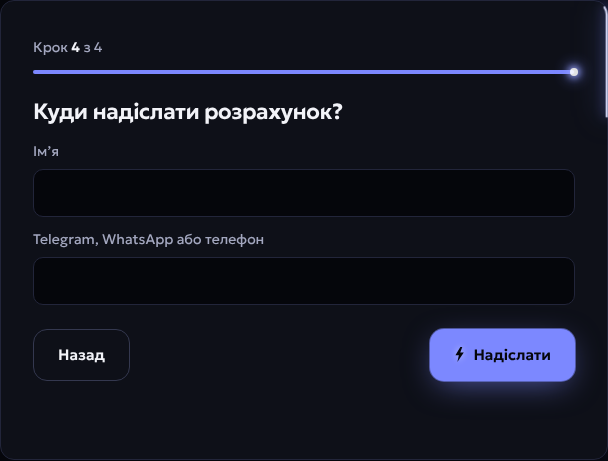 Крок 4 з 4
Куди надіслати розрахунок?
Ім’я
Telegram, WhatsApp або телефон
Назад
Надіслати